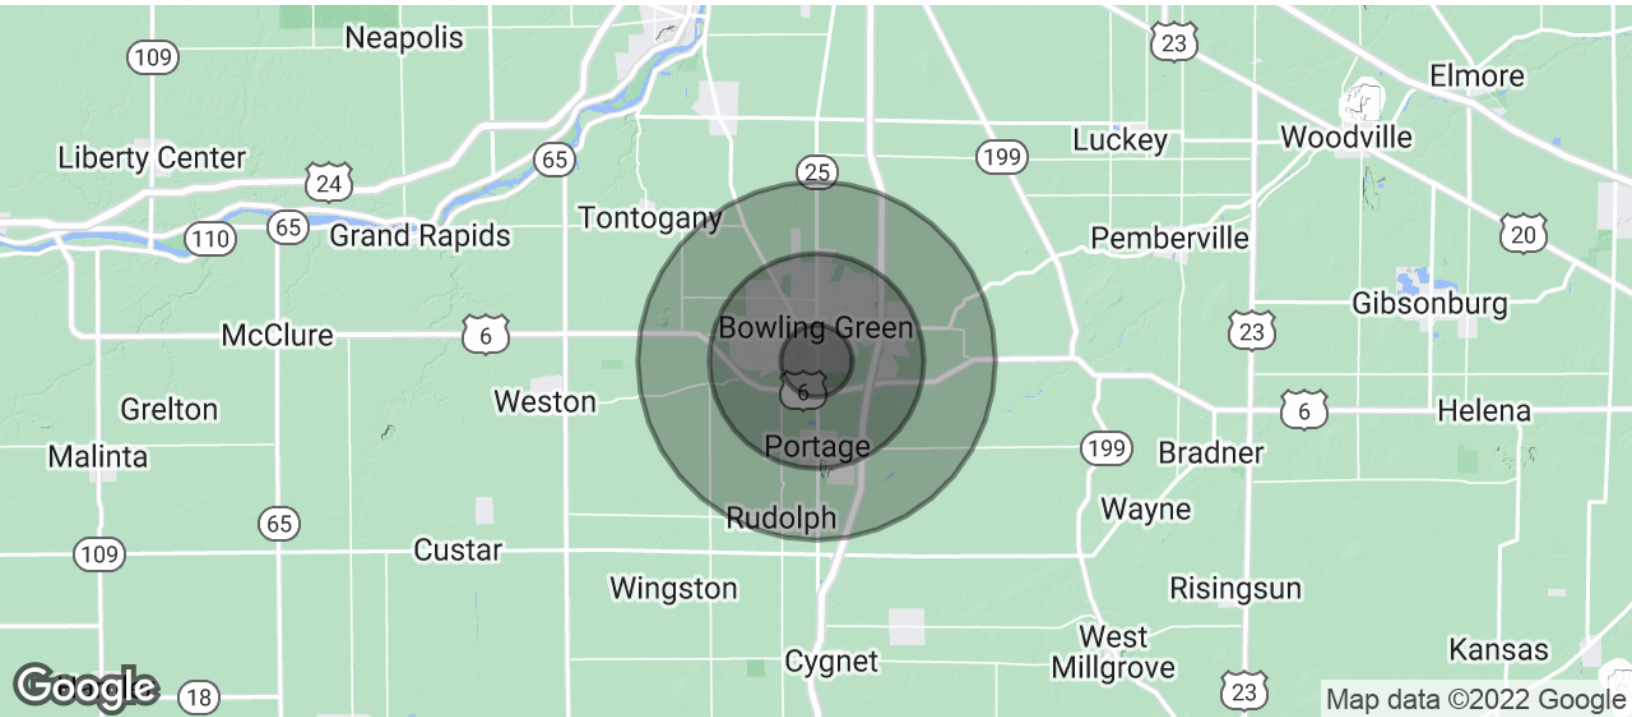 Neapolis
109
23
Elmore
Luckey
Woodville
Liberty Center
65
199
24
25
Tontogany
65
110
Grand Rapids
Pemberville
20
Gibsonburg
McClure
6
Bowling Green
23
6
Weston
Grelton
6
Helena
Malinta
Portage
199
Bradner
Wayne
Rudolph
65
109
Custar
Wingston
Risingsun
West
Millgrove
Cygnet
Kansas
Google
18
23
Map data ©2022 Google